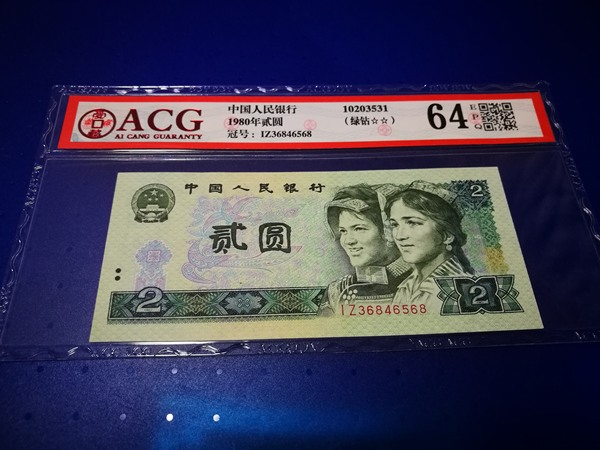 ACG
AI CANG GUARANTY
中国人民银行
1980年贰圆
冠号：IZ36846568
10203531
（绿钻☆☆）
64
EPQ
中国人民银行
贰圆
2
2
2
IZ36846568